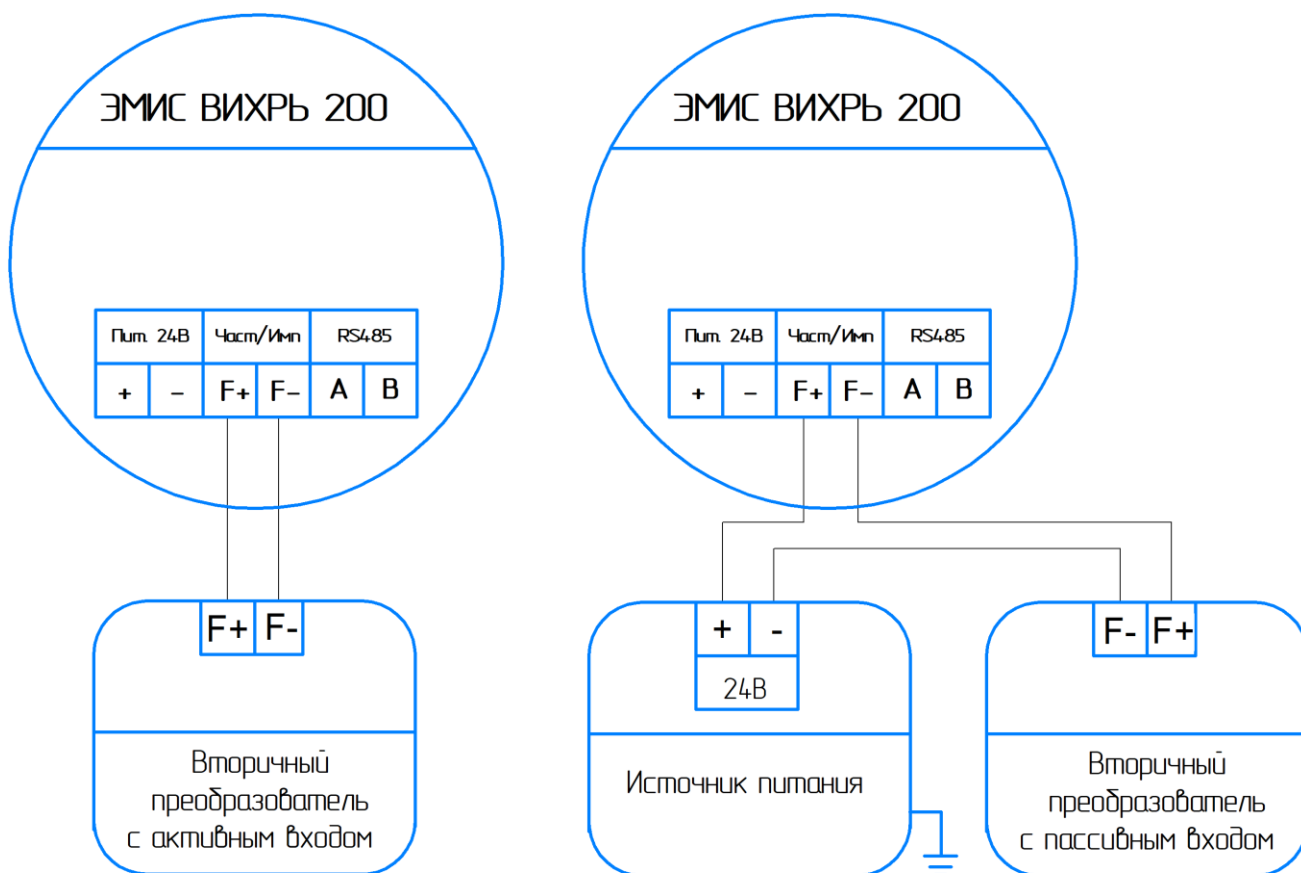 ЭМИС ВИХРЬ 200
Пит. 24В Част/Имп RS485
+ - F+ F- A B
F+ F-
Вторичный
преобразователь
с активным входом
ЭМИС ВИХРЬ 200
Пит. 24В Част/Имп RS485
+ - F+ F- A B
+ -
24В
Источник питания
F- F+
Вторичный
преобразователь
с пассивным входом